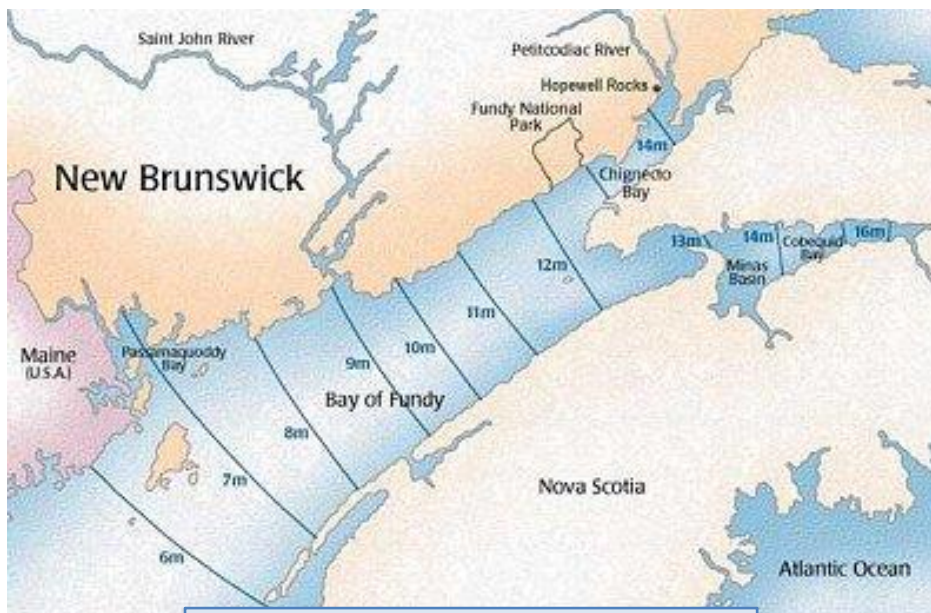 Saint John River
Petitcodiac River
Hopewell Rocks
Fundy National
Park
14m
New Brunswick
Chignecto
Bay
13m
14m
Cobequid
Bay
16m
Minas
Basin
12m
11m
Maine
(U.S.A.)
Passamaquoddy
Bay
9m
10m
Bay of Fundy
8m
7m
Nova Scotia
6m
Atlantic Ocean